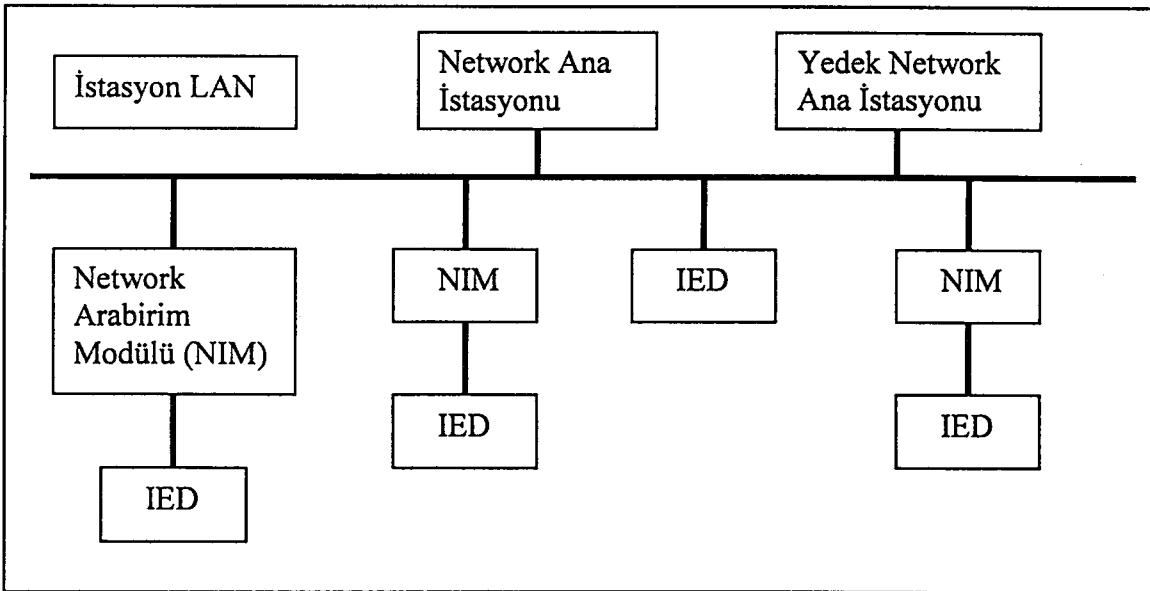 İstasyon LAN
Network Ana
İstasyonu
Yedek Network
Ana İstasyonu
Network
Arabirim
Modülü (NIM)
NIM
IED
NIM
IED
IED
IED